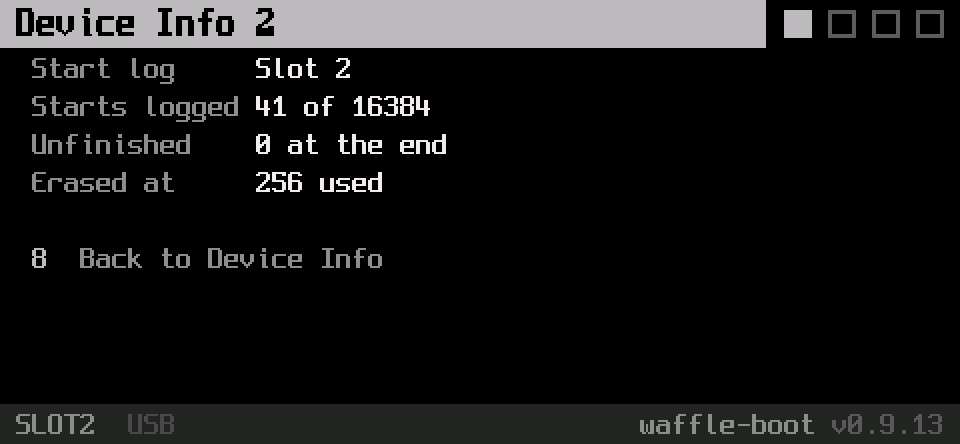 Device Info 2
Start log Slot 2
Starts logged 41 of 16384
Unfinished 0 at the end
Erased at 256 used
8 Back to Device Info
SLOT2 USB waffle-boot v0.9.13